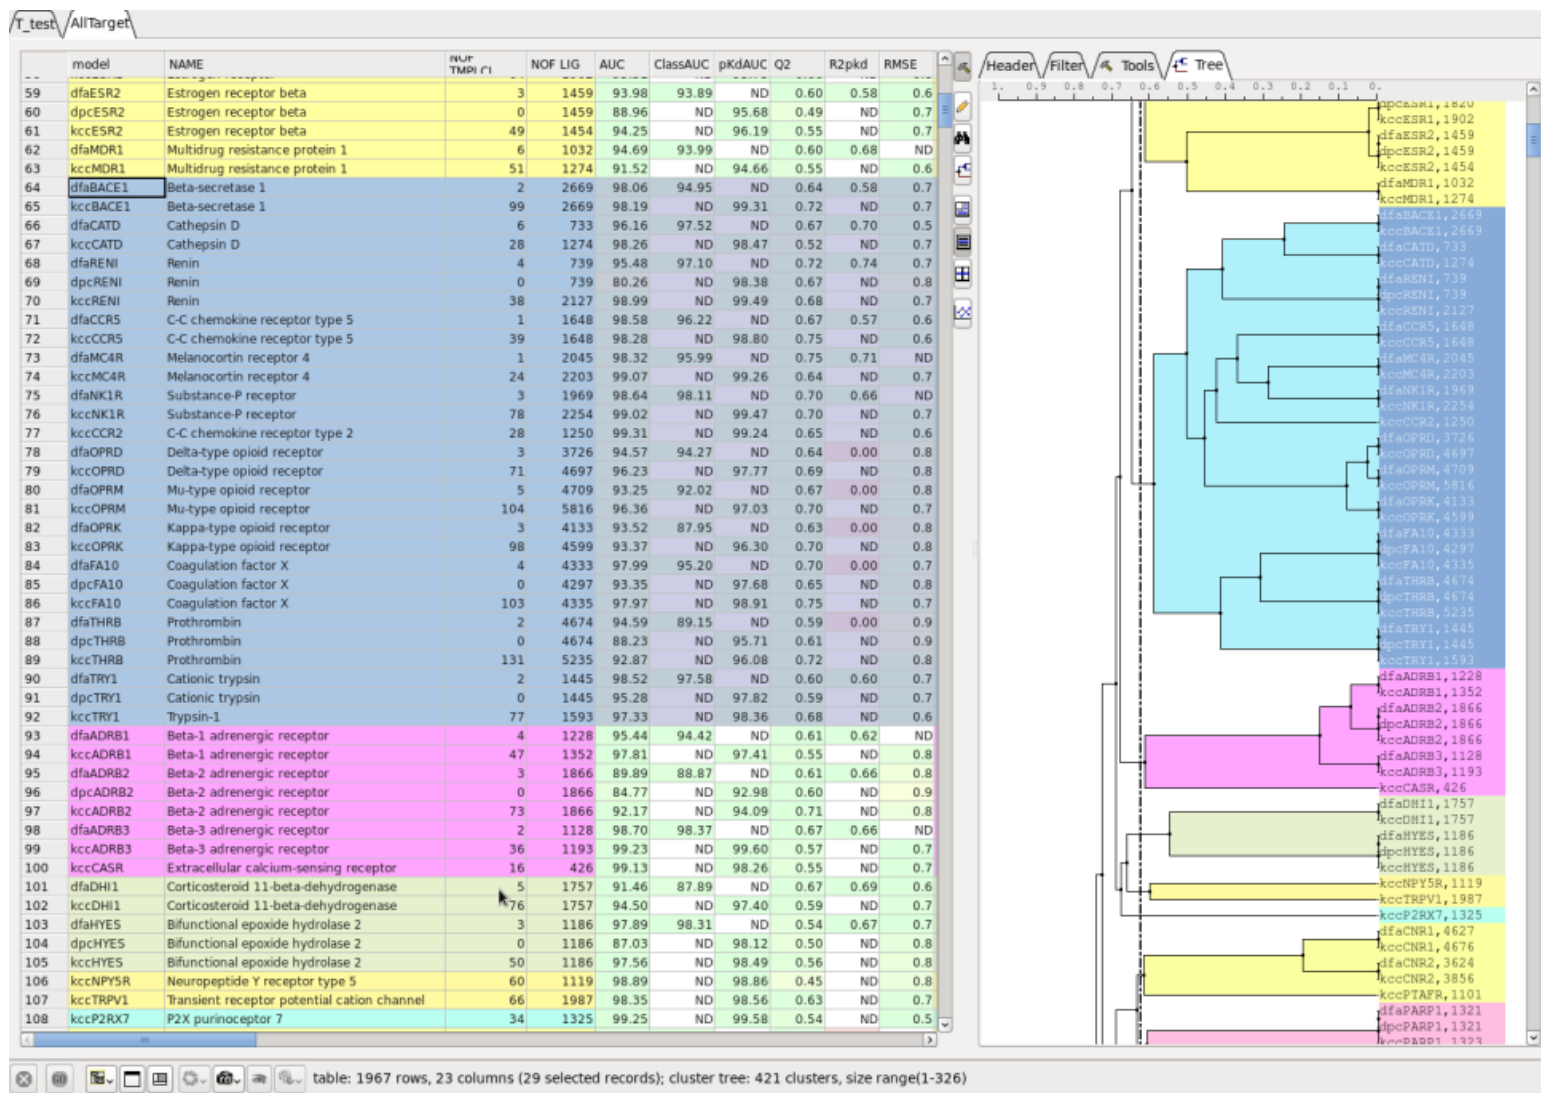 T_test AllTarget
model NAME NOF TMPLCL NOF LIG AUC ClassAUC pKdAUC Q2 R2pkd RMSE
59 dfaESR2 Estrogen receptor beta 3 1459 93.98 93.89 ND 0.60 0.58 0.6
60 dpcESR2 Estrogen receptor beta 0 1459 88.96 ND 95.68 0.49 ND 0.7
61 kccESR2 Estrogen receptor beta 49 1454 94.25 ND 96.19 0.55 ND 0.7
62 dfaMDR1 Multidrug resistance protein 1 6 1032 94.69 93.99 ND 0.60 0.68 ND
63 kccMDR1 Multidrug resistance protein 1 51 1274 91.52 ND 94.66 0.55 ND 0.6
64 dfaBACE1 Beta-secretase 1 2 2669 98.06 94.95 ND 0.64 0.58 0.7
65 kccBACE1 Beta-secretase 1 99 2669 98.19 ND 99.31 0.72 ND 0.7
66 dfaCATD Cathepsin D 6 733 96.16 97.52 ND 0.67 0.70 0.5
67 kccCATD Cathepsin D 28 1274 98.26 ND 98.47 0.52 ND 0.7
68 dfaRENI Renin 4 739 95.48 97.10 ND 0.72 0.74 0.7
69 dpcRENI Renin 0 739 80.26 ND 98.38 0.67 ND 0.8
70 kccRENI Renin 38 2127 98.99 ND 99.49 0.68 ND 0.7
71 dfaCCR5 C-C chemokine receptor type 5 1 1648 98.58 96.22 ND 0.67 0.57 0.6
72 kccCCR5 C-C chemokine receptor type 5 39 1648 98.28 ND 98.80 0.75 ND 0.6
73 dfaMC4R Melanocortin receptor 4 1 2045 98.32 95.99 ND 0.75 0.71 ND
74 kccMC4R Melanocortin receptor 4 24 2203 99.07 ND 99.26 0.64 ND 0.7
75 dfaNK1R Substance-P receptor 3 1969 98.64 98.11 ND 0.70 0.66 ND
76 kccNK1R Substance-P receptor 78 2254 99.02 ND 99.47 0.70 ND 0.7
77 kccCCR2 C-C chemokine receptor type 2 28 1250 99.31 ND 99.24 0.65 ND 0.6
78 dfaOPRD Delta-type opioid receptor 3 3726 94.57 94.27 ND 0.64 0.00 0.8
79 kccOPRD Delta-type opioid receptor 71 4697 96.23 ND 97.77 0.69 ND 0.8
80 dfaOPRM Mu-type opioid receptor 5 4709 93.25 92.02 ND 0.67 0.00 0.8
81 kccOPRM Mu-type opioid receptor 104 5816 96.36 ND 97.03 0.70 ND 0.7
82 dfaOPRK Kappa-type opioid receptor 3 4133 93.52 87.95 ND 0.63 0.00 0.8
83 kccOPRK Kappa-type opioid receptor 98 4599 93.37 ND 96.30 0.70 ND 0.8
84 dfaFA10 Coagulation factor X 4 4333 97.99 95.20 ND 0.70 0.00 0.7
85 dpcFA10 Coagulation factor X 0 4297 93.35 ND 97.68 0.65 ND 0.8
86 kccFA10 Coagulation factor X 103 4335 97.97 ND 98.91 0.75 ND 0.7
87 dfaTHRB Prothrombin 2 4674 94.59 89.15 ND 0.59 0.00 0.9
88 dpcTHRB Prothrombin 0 4674 88.23 ND 95.71 0.61 ND 0.9
89 kccTHRB Prothrombin 131 5235 92.87 ND 96.08 0.72 ND 0.8
90 dfaTRY1 Cationic trypsin 2 1445 98.52 97.58 ND 0.60 0.60 0.7
91 dpcTRY1 Cationic trypsin 0 1445 95.28 ND 97.82 0.59 ND 0.7
92 kccTRY1 Trypsin-1 77 1593 97.33 ND 98.36 0.68 ND 0.6
93 dfaADRB1 Beta-1 adrenergic receptor 4 1228 95.44 94.42 ND 0.61 0.62 ND
94 kccADRB1 Beta-1 adrenergic receptor 47 1352 97.81 ND 97.41 0.55 ND 0.8
95 dfaADRB2 Beta-2 adrenergic receptor 3 1866 89.89 88.87 ND 0.61 0.66 0.8
96 dpcADRB2 Beta-2 adrenergic receptor 0 1866 84.77 ND 92.98 0.60 ND 0.9
97 kccADRB2 Beta-2 adrenergic receptor 73 1866 92.17 ND 94.09 0.71 ND 0.8
98 dfaADRB3 Beta-3 adrenergic receptor 2 1128 98.70 98.37 ND 0.67 0.66 ND
99 kccADRB3 Beta-3 adrenergic receptor 36 1193 99.23 ND 99.60 0.57 ND 0.7
100 kccCASR Extracellular calcium-sensing receptor 16 426 99.13 ND 98.26 0.55 ND 0.7
101 dfaDHI1 Corticosteroid 11-beta-dehydrogenase 5 1757 91.46 87.89 ND 0.67 0.69 0.6
102 kccDHI1 Corticosteroid 11-beta-dehydrogenase 76 1757 94.50 ND 97.40 0.59 ND 0.7
103 dfaHYES Bifunctional epoxide hydrolase 2 3 1186 97.89 98.31 ND 0.54 0.67 0.7
104 dpcHYES Bifunctional epoxide hydrolase 2 0 1186 87.03 ND 98.12 0.50 ND 0.8
105 kccHYES Bifunctional epoxide hydrolase 2 50 1186 97.56 ND 98.49 0.56 ND 0.8
106 kccNPY5R Neuropeptide Y receptor type 5 60 1119 98.89 ND 98.86 0.45 ND 0.8
107 kccTRPV1 Transient receptor potential cation channel 66 1987 98.35 ND 98.56 0.63 ND 0.7
108 kccP2RX7 P2X purinoceptor 7 34 1325 99.25 ND 99.58 0.54 ND 0.5
Header Filter Tools Tree
1. 0.9 0.8 0.7 0.6 0.5 0.4 0.3 0.2 0.1 0.
dpcESR1,1820
kccESR1,1902
dfaESR2,1459
dpcESR2,1459
kccESR2,1454
dfaMDR1,1032
kccMDR1,1274
dfaBACE1,2669
kccBACE1,2669
dfaCATD,733
kccCATD,1274
dfaRENI,739
dpcRENI,739
kccRENI,2127
dfaCCR5,1648
kccCCR5,1648
dfaMC4R,2045
kccMC4R,2203
dfaNK1R,1969
kccNK1R,2254
kccCCR2,1250
dfaOPRD,3726
kccOPRD,4697
dfaOPRM,4709
kccOPRM,5816
dfaOPRK,4133
kccOPRK,4599
dfaFA10,4333
dpcFA10,4297
kccFA10,4335
dfaTHRB,4674
dpcTHRB,4674
kccTHRB,5235
dfaTRY1,1445
dpcTRY1,1445
kccTRY1,1593
dfaADRB1,1228
kccADRB1,1352
dfaADRB2,1866
dpcADRB2,1866
kccADRB2,1866
dfaADRB3,1128
kccADRB3,1193
kccCASR,426
dfaDHI1,1757
kccDHI1,1757
dfaHYES,1186
dpcHYES,1186
kccHYES,1186
kccNPY5R,1119
kccTRPV1,1987
kccP2RX7,1325
dfaCNR1,4627
kccCNR1,4676
dfaCNR2,3624
kccCNR2,3856
kccPTAFR,1101
dfaPARP1,1321
dpcPARP1,1321
kccPARP1,1323
table: 1967 rows, 23 columns (29 selected records); cluster tree: 421 clusters, size range(1-326)